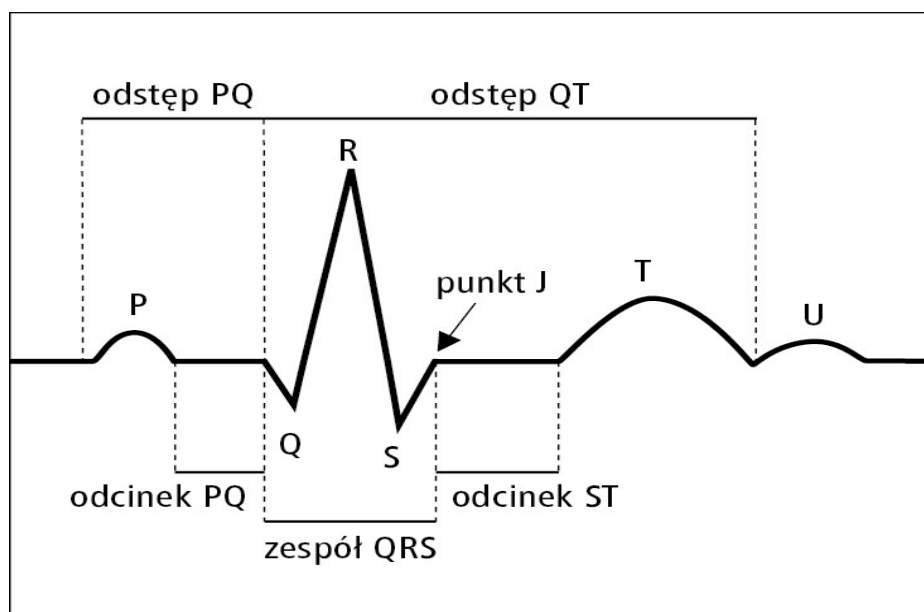 odstęp PQ
odstęp QT
R
P
punkt J
T
U
Q
S
odcinek PQ
odcinek ST
zespół QRS